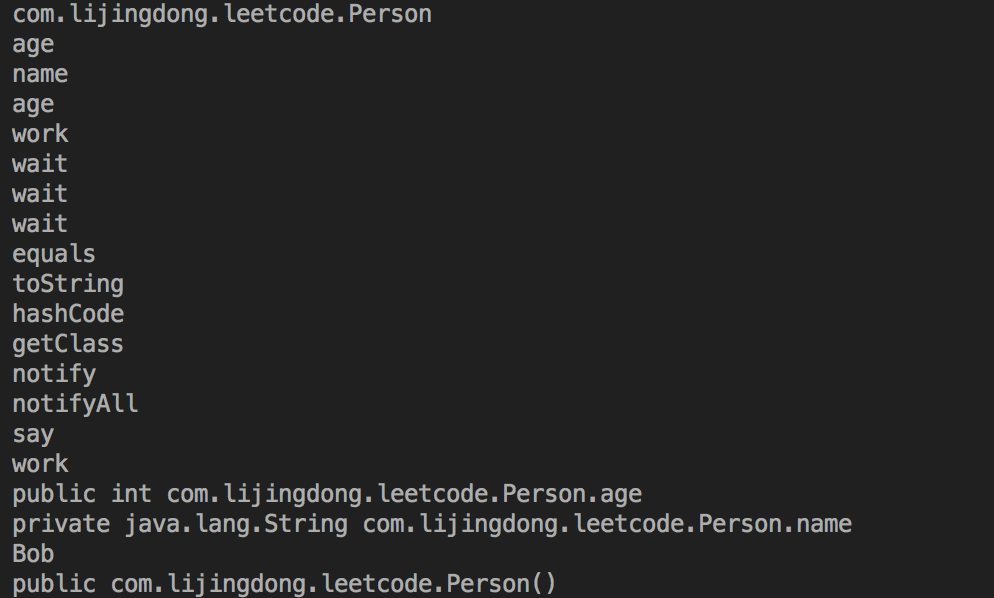 com.lijingdong.leetcode.Person
age
name
age
work
wait
wait
wait
equals
toString
hashCode
getClass
notify
notifyAll
say
work
public int com.lijingdong.leetcode.Person.age
private java.lang.String com.lijingdong.leetcode.Person.name
Bob
public com.lijingdong.leetcode.Person()